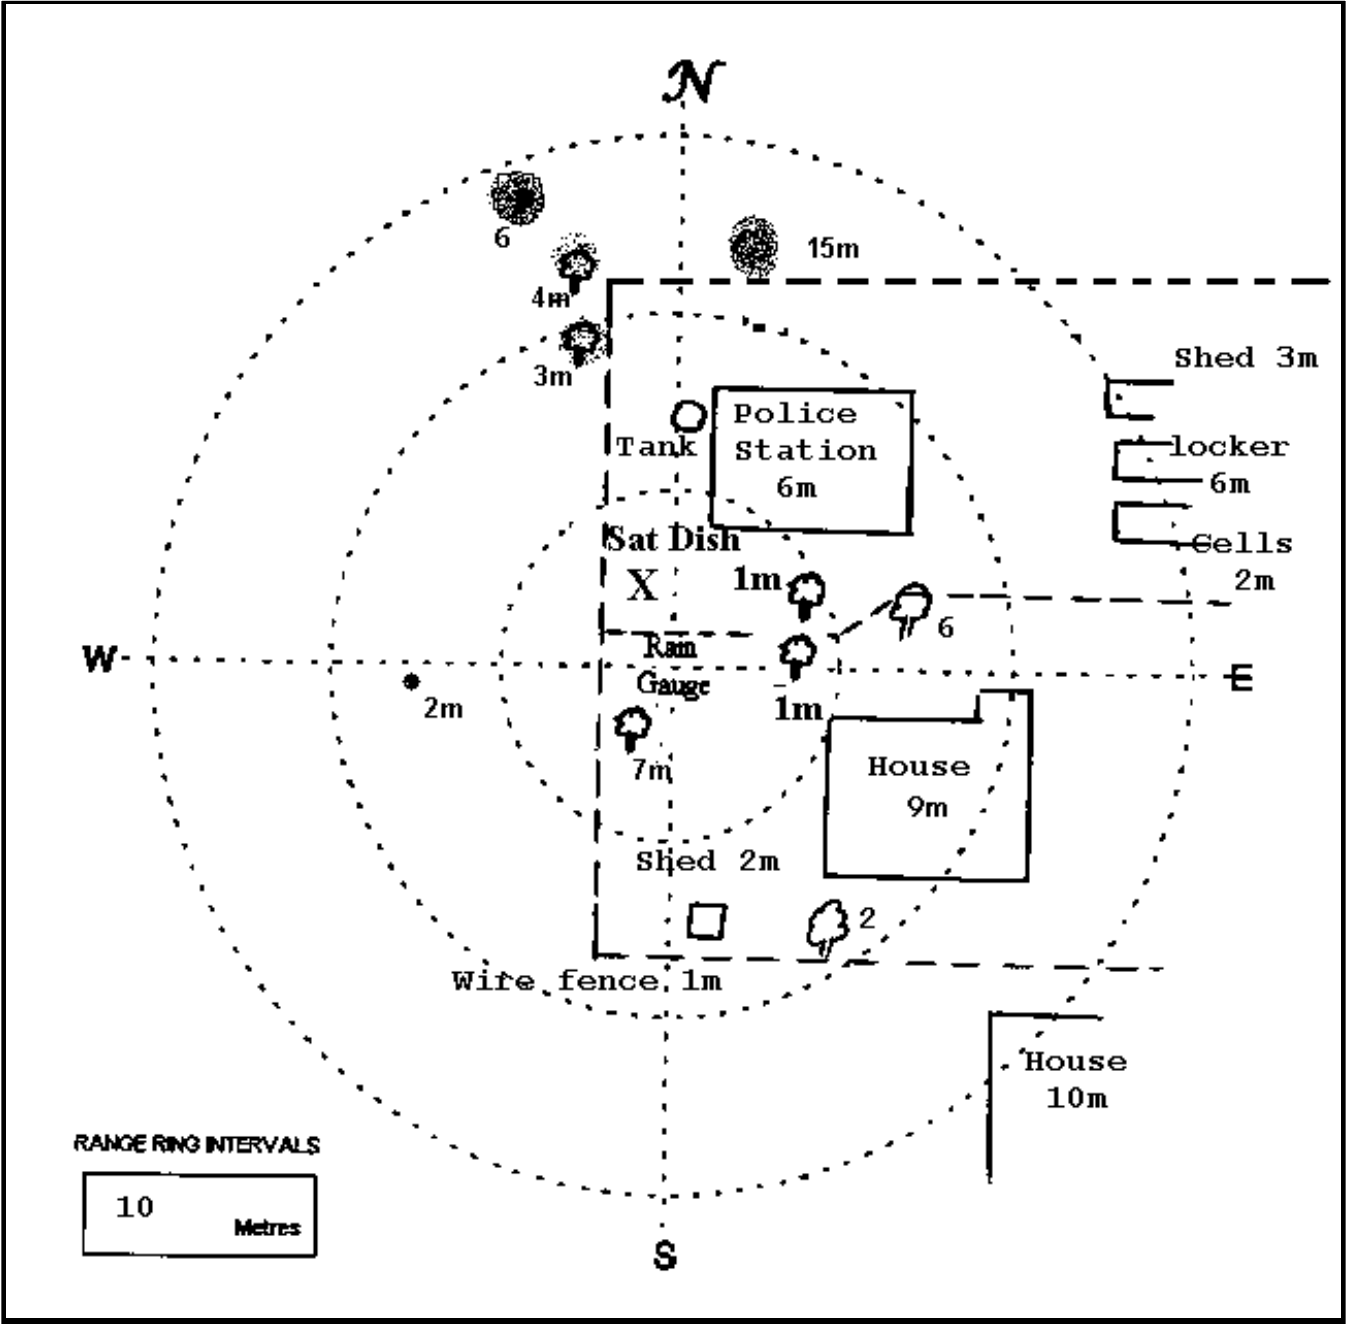 N
6
15m
4m
3m
Shed 3m
Police
Station
6m
Tank
locker
6m
Sat Dish
X
1m
Cells
2m
6
Rain
Gauge
W
E
2m
1m
7m
House
9m
Shed 2m
2
Wire fence 1m
House
10m
RANGE RING INTERVALS
10
Metres
S